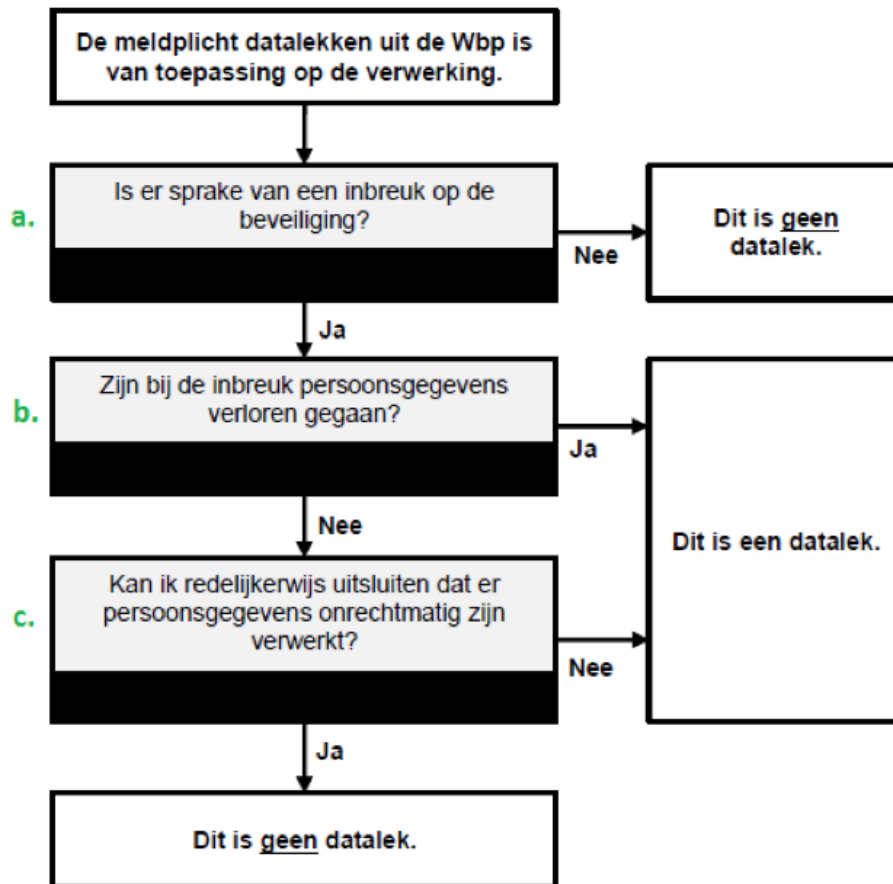 De meldplicht datalekken uit de Wbp is
van toepassing op de verwerking.
a.
Is er sprake van een inbreuk op de
beveiliging?
Nee
Dit is geen
datalek.
Ja
b.
Zijn bij de inbreuk persoonsgegevens
verloren gegaan?
Ja
Dit is een datalek.
Nee
c.
Kan ik redelijkerwijs uitsluiten dat er
persoonsgegevens onrechtmatig zijn
verwerkt?
Nee
Ja
Dit is geen datalek.